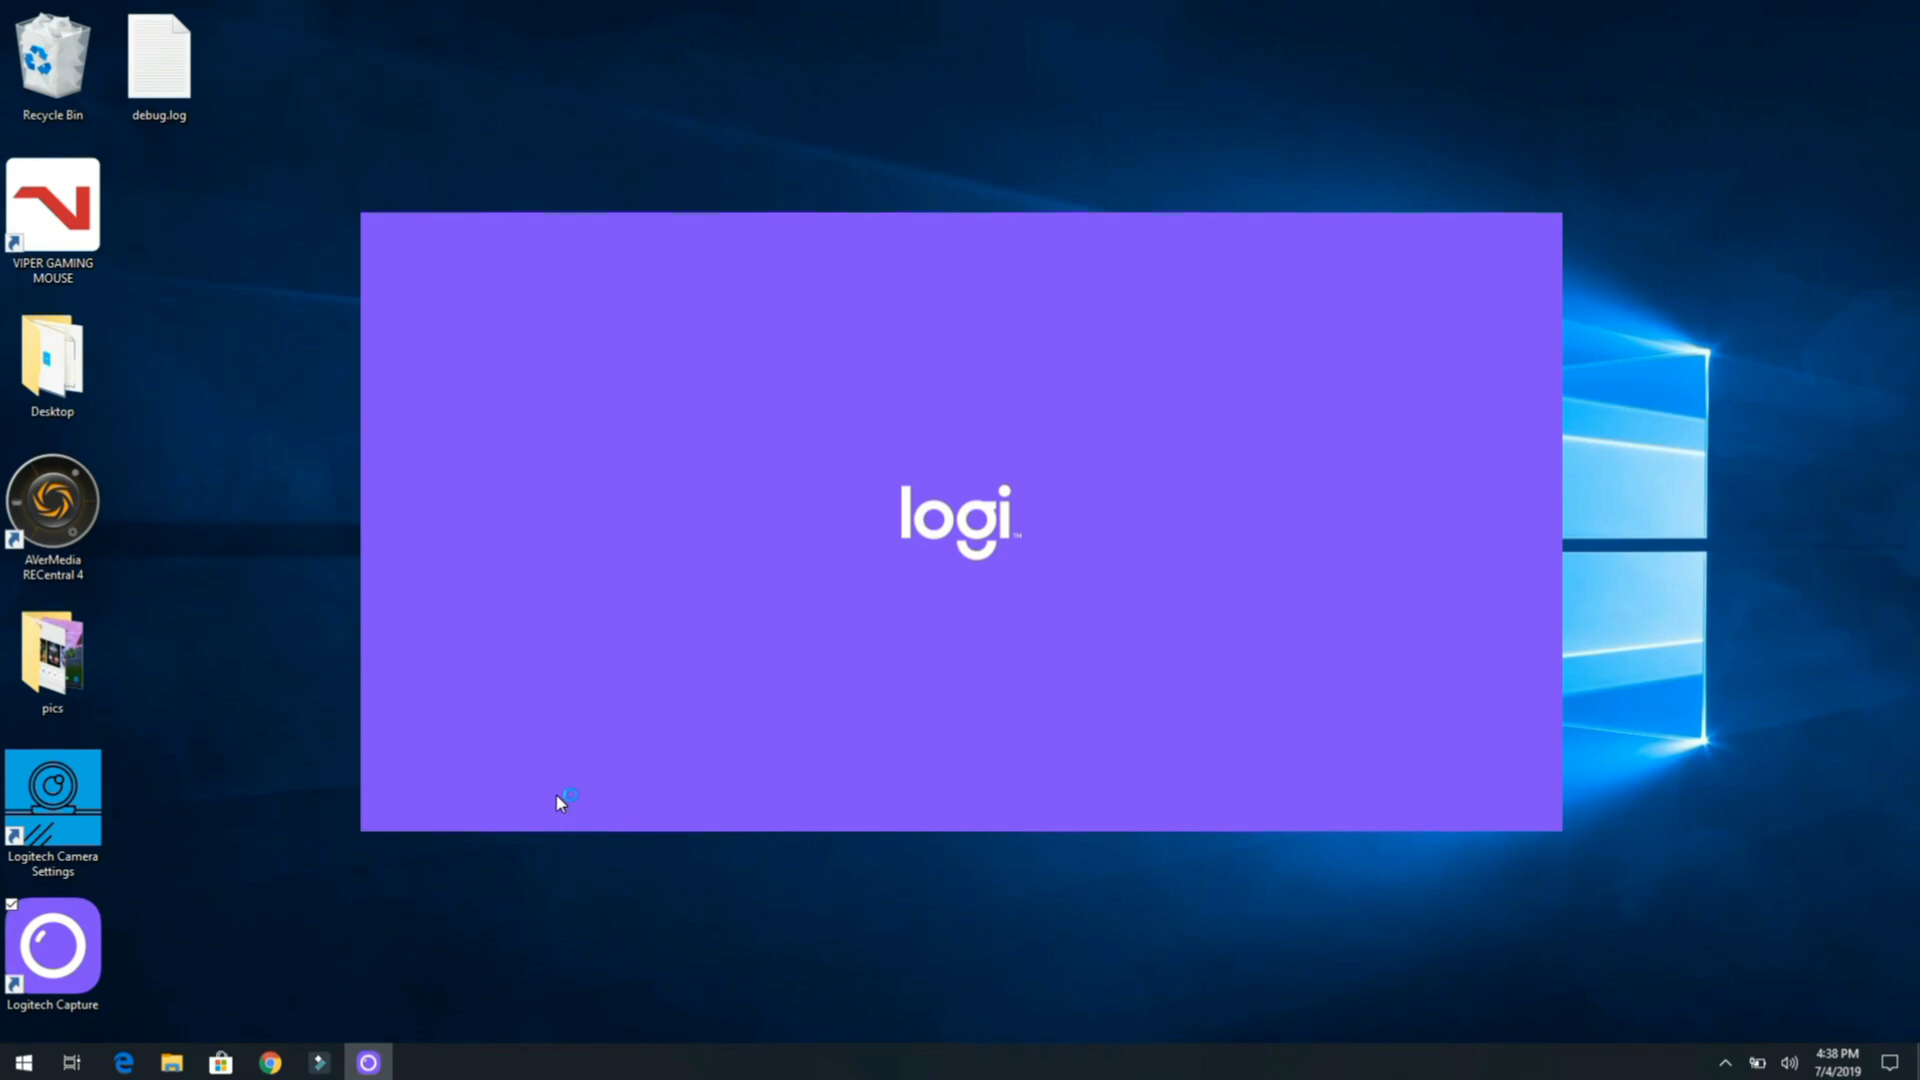 Recycle Bin
debug.log
VIPER GAMING
MOUSE
Desktop
AVerMedia
RECentral 4
pics
Logitech Camera
Settings
Logitech Capture
logi
TM
4:38 PM
7/4/2019